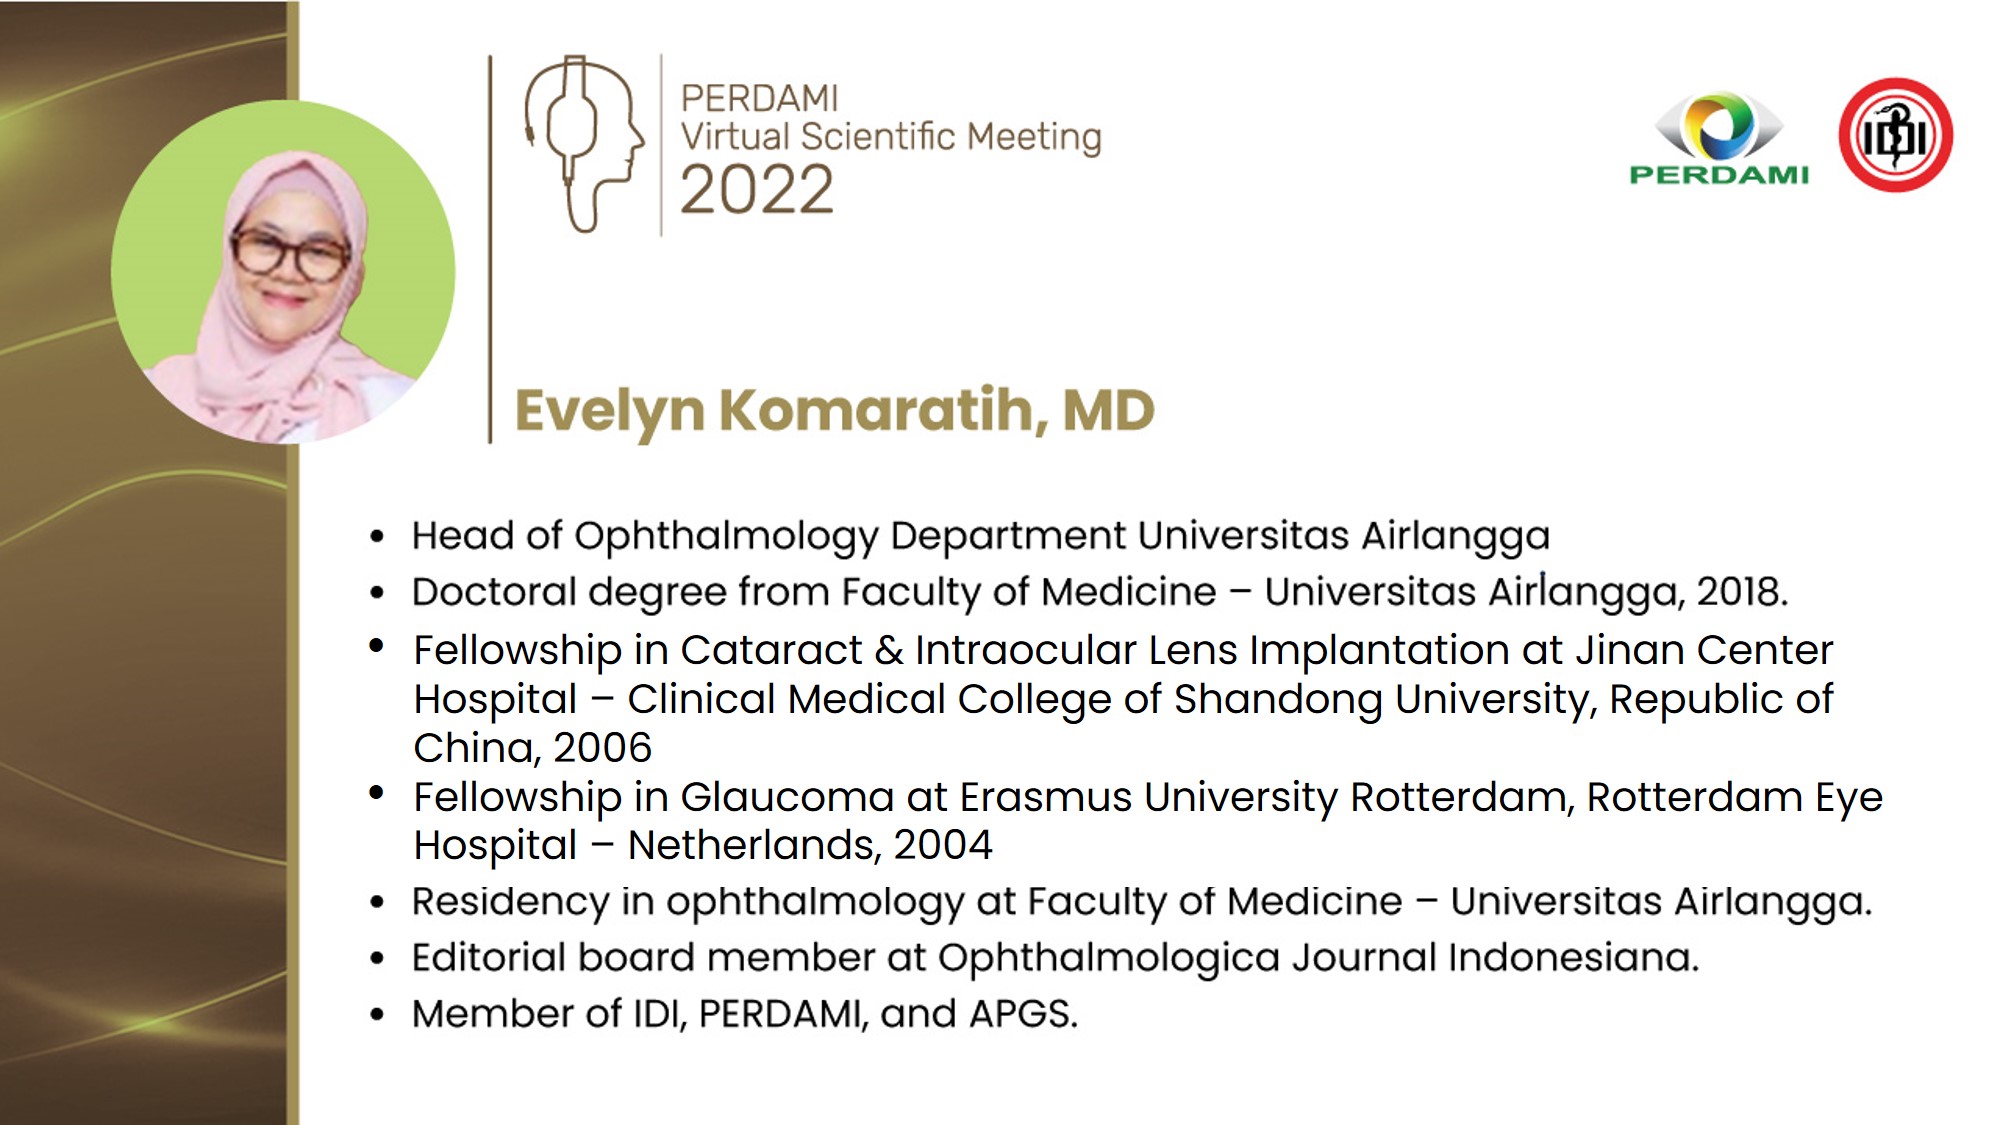 PERDAMI
Virtual Scientific Meeting
2022
PERDAMI
IDI
Evelyn Komaratih, MD
• Head of Ophthalmology Department Universitas Airlangga
• Doctoral degree from Faculty of Medicine – Universitas Airlangga, 2018.
• Fellowship in Cataract & Intraocular Lens Implantation at Jinan Center
Hospital – Clinical Medical College of Shandong University, Republic of
China, 2006
• Fellowship in Glaucoma at Erasmus University Rotterdam, Rotterdam Eye
Hospital – Netherlands, 2004
• Residency in ophthalmology at Faculty of Medicine – Universitas Airlangga.
• Editorial board member at Ophthalmologica Journal Indonesiana.
• Member of IDI, PERDAMI, and APGS.